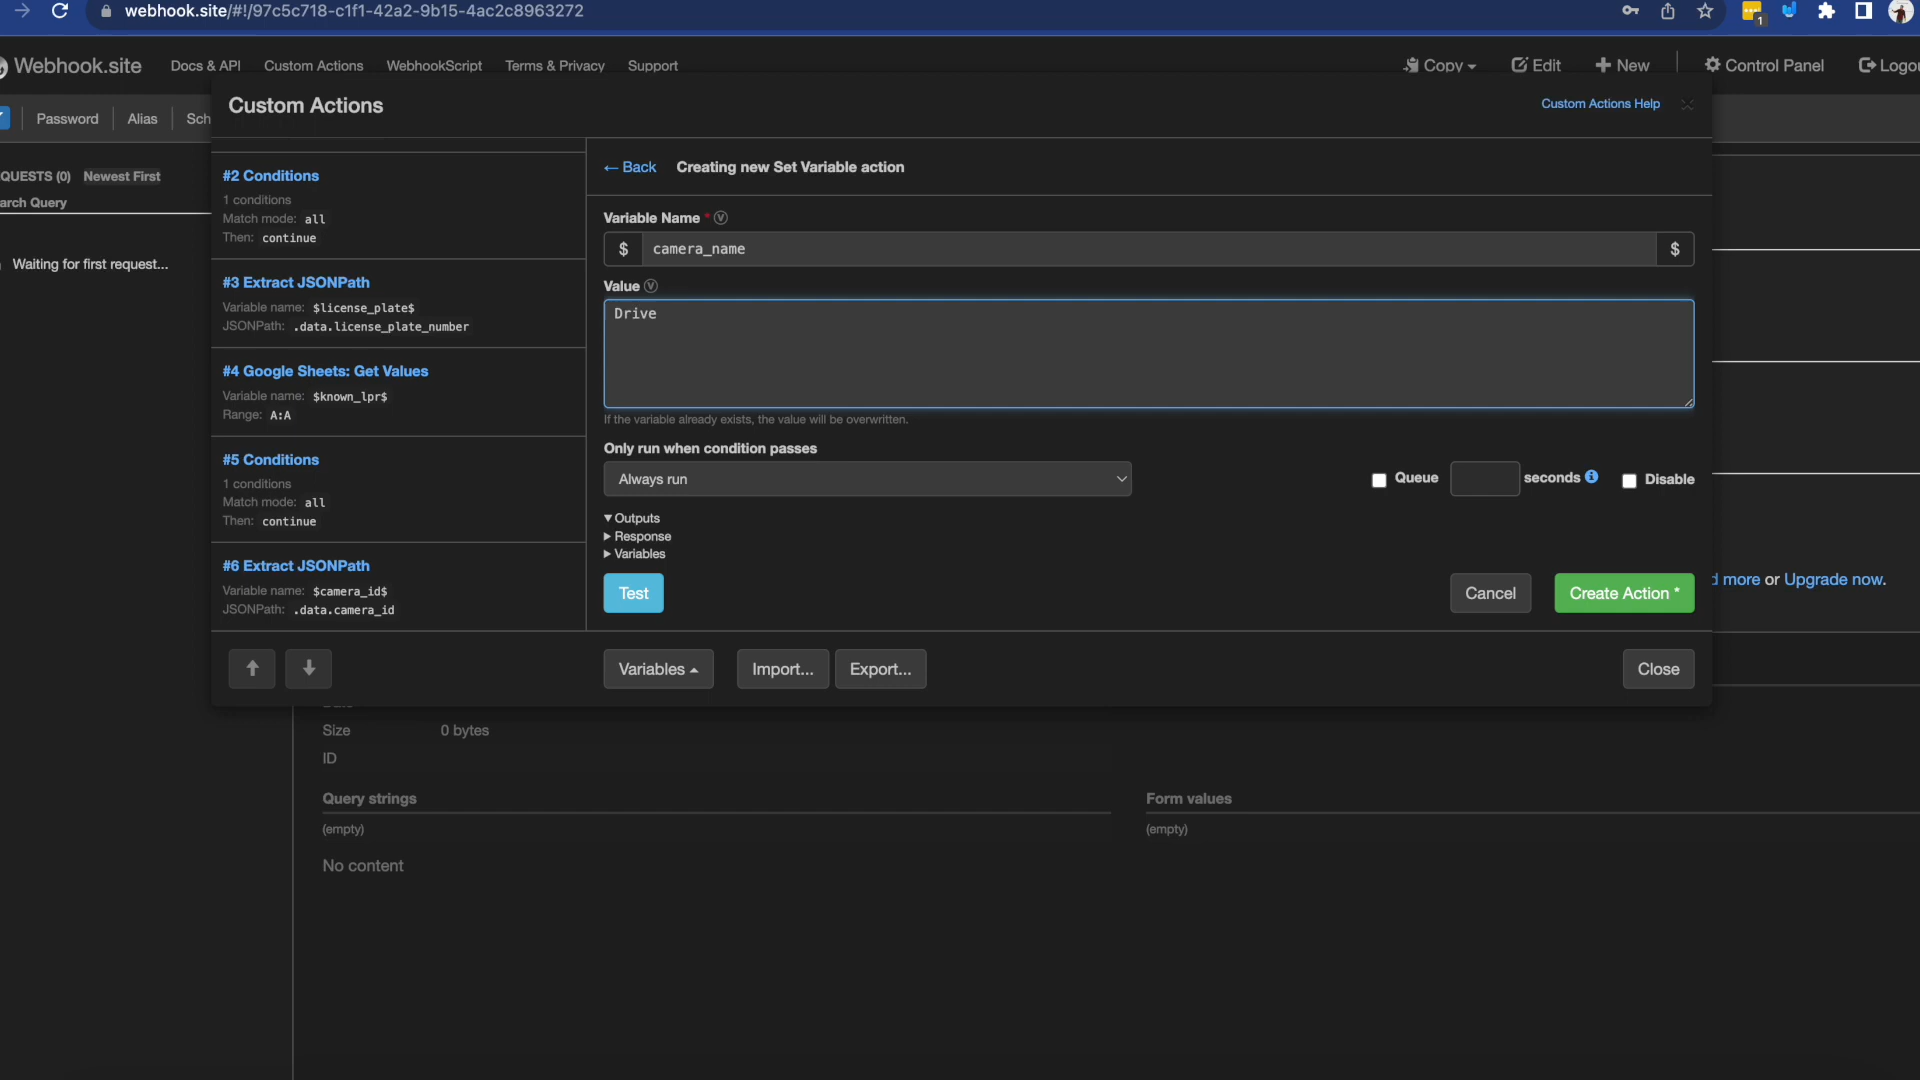 webhook.site/#!/97c5c718-c1f1-42a2-9b15-4ac2c8963272
1
Webhook.site Docs & API Custom Actions WebhookScript Terms & Privacy Support Copy Edit New Control Panel Logou
Password Alias Sch
Custom Actions Custom Actions Help
QUESTS (0) Newest First
arch Query
Waiting for first request...
#2 Conditions
1 conditions
Match mode: all
Then: continue
#3 Extract JSONPath
Variable name: $license_plate$
JSONPath: .data.license_plate_number
#4 Google Sheets: Get Values
Variable name: $known_lpr$
Range: A:A
#5 Conditions
1 conditions
Match mode: all
Then: continue
#6 Extract JSONPath
Variable name: $camera_id$
JSONPath: .data.camera_id
← Back Creating new Set Variable action
Variable Name * V
$ camera_name $
Value V
Drive
If the variable already exists, the value will be overwritten.
Only run when condition passes
Always run Queue seconds Disable
Outputs
Response
Variables
Test Cancel Create Action *
d more or Upgrade now.
Variables Import... Export... Close
Size 0 bytes
ID
Query strings Form values
(empty) (empty)
No content